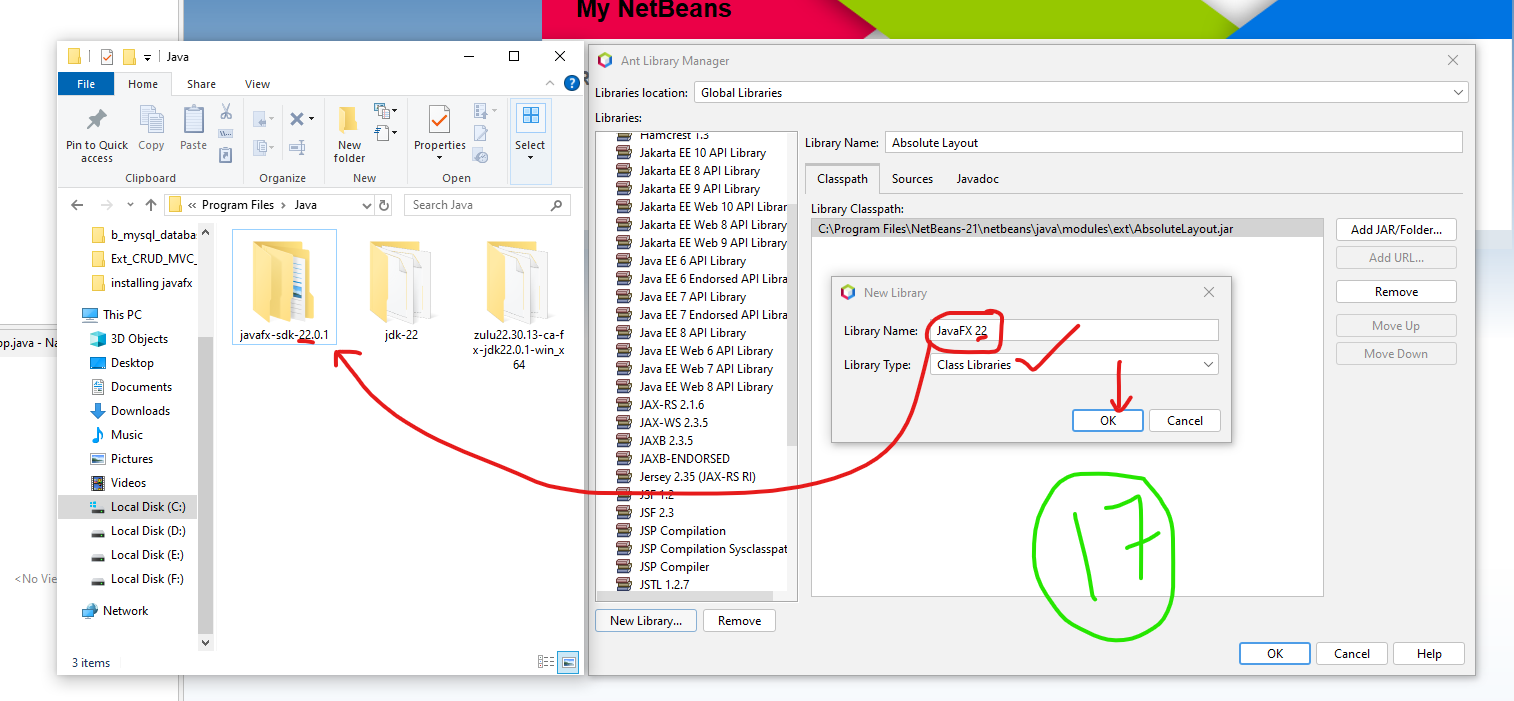 My NetBeans
Java
File
Home
Share
View
Pin to Quick
access
Copy
Paste
New
folder
Properties
Select
Clipboard
Organize
New
Open
« Program Files › Java
Search Java
b_mysql_databa
Ext_CRUD_MVC_
installing javafx
This PC
3D Objects
Desktop
Documents
Downloads
Music
Pictures
Videos
Local Disk (C:)
Local Disk (D:)
Local Disk (E:)
Local Disk (F:)
Network
javafx-sdk-22.0.1
jdk-22
zulu22.30.13-ca-f
x-jdk22.0.1-win_x
64
3 items
pp.java - Na
<No Vie
Ant Library Manager
Libraries location:
Global Libraries
Libraries:
Hamcrest 1.3
Jakarta EE 10 API Library
Jakarta EE 8 API Library
Jakarta EE 9 API Library
Jakarta EE Web 10 API Librar
Jakarta EE Web 8 API Library
Jakarta EE Web 9 API Library
Java EE 6 API Library
Java EE 6 Endorsed API Libra
Java EE 7 API Library
Java EE 7 Endorsed API Libra
Java EE 8 API Library
Java EE Web 6 API Library
Java EE Web 7 API Library
Java EE Web 8 API Library
JAX-RS 2.1.6
JAX-WS 2.3.5
JAXB 2.3.5
JAXB-ENDORSED
Jersey 2.35 (JAX-RS RI)
JSF 1.2
JSF 2.3
JSP Compilation
JSP Compilation Sysclasspat
JSP Compiler
JSTL 1.2.7
New Library...
Remove
Library Name:
Absolute Layout
Classpath
Sources
Javadoc
Library Classpath:
C:\Program Files\NetBeans-21\netbeans\java\modules\ext\AbsoluteLayout.jar
Add JAR/Folder...
Add URL...
Remove
Move Up
Move Down
New Library
Library Name:
JavaFX 22
Library Type:
Class Libraries
OK
Cancel
17
OK
Cancel
Help